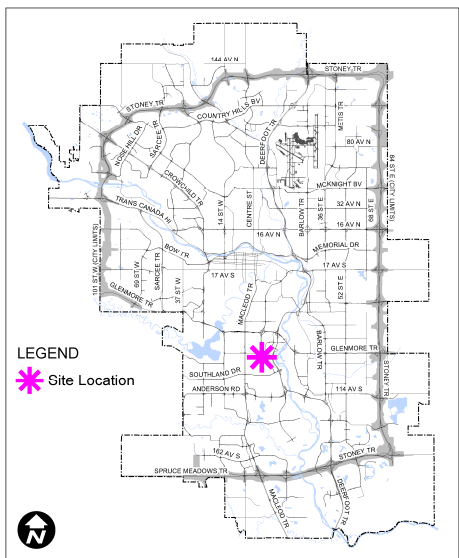 144 AV N
STONEY TR
STONEY TR
COUNTRY HILLS BV
NOSE HILL DR
SARCEE TR
DEERFOOT TR
METIS TR
80 AV N
CROWCHILD TR
MCKNIGHT BV
84 ST E (CITY LIMITS)
TRANS CANADA HI
14 ST W
CENTRE ST
BARLOW TR
36 ST E
32 AV N
68 ST E
16 AV N
16 AV N
BOW TR
MEMORIAL DR
101 ST W (CITY LIMITS)
69 ST W
SARCEE TR
37 ST W
17 AV S
17 AV S
MACLEOD TR
52 ST E
GLENMORE TR
BARLOW TR
GLENMORE TR
LEGEND
Site Location
SOUTHLAND DR
ANDERSON RD
114 AV S
STONEY TR
162 AV S
STONEY TR
SPRUCE MEADOWS TR
MACLEOD TR
DEERFOOT TR
N